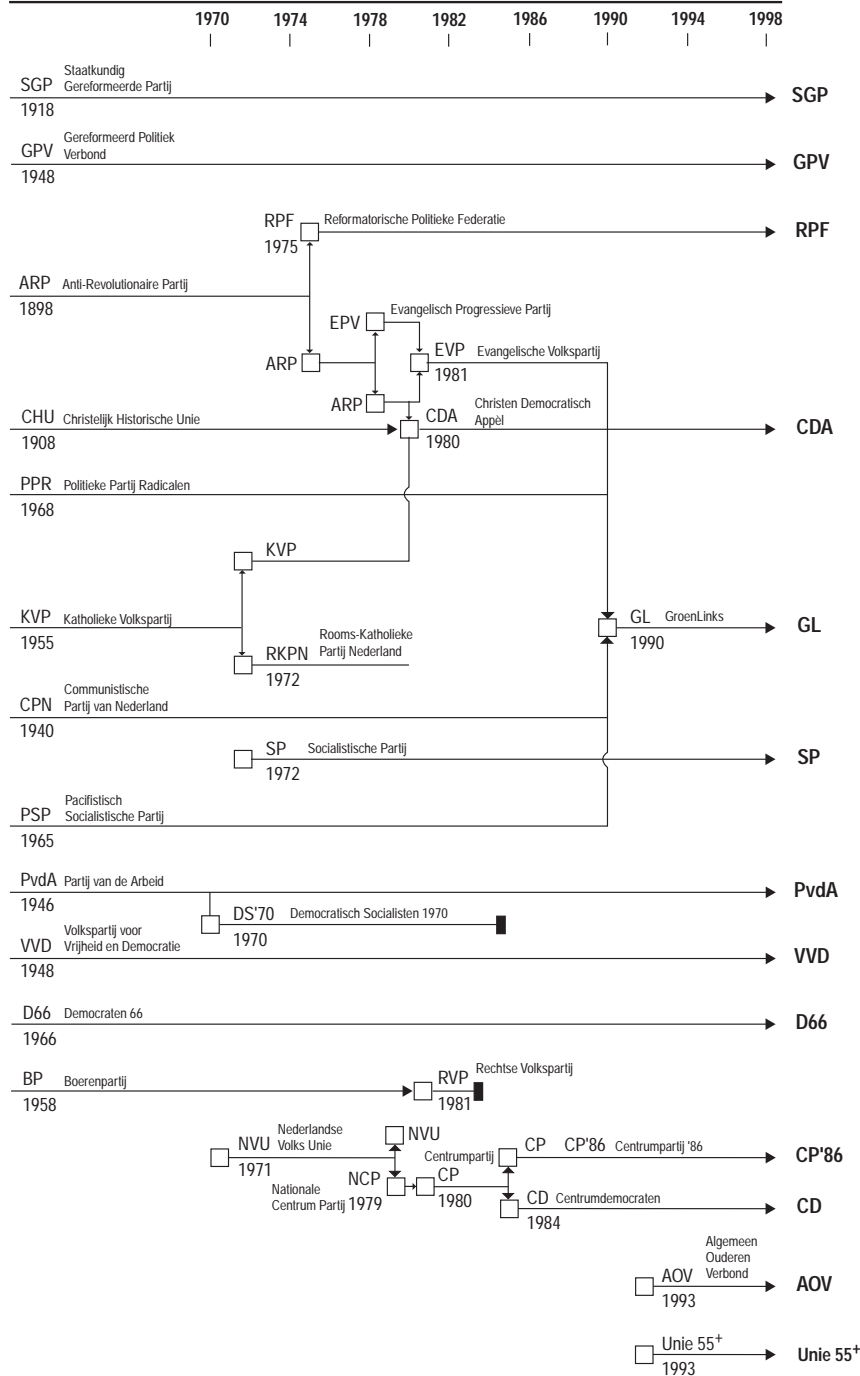 1970 1974 1978 1982 1986 1990 1994 1998
Staatkundig
SGP Gereformeerde Partij
SGP
1918
Gereformeerd Politiek
GPV Verbond
GPV
1948
RPF Reformatorische Politieke Federatie
RPF
1975
ARP Anti-Revolutionaire Partij
1898
Evangelisch Progressieve Partij
EPV
EVP Evangelische Volkspartij
ARP
1981
ARP
CHU Christelijk Historische Unie
CDA Christen Democratisch
Appèl
CDA
1908
1980
PPR Politieke Partij Radicalen
1968
KVP
KVP Katholieke Volkspartij
1955
Rooms-Katholieke
RKPN Partij Nederland
1972
GL GroenLinks
GL
1990
Communistische
CPN Partij van Nederland
1940
SP Socialistische Partij
SP
1972
Pacifistisch
PSP Socialistische Partij
1965
PvdA Partij van de Arbeid
PvdA
1946
DS'70 Democratisch Socialisten 1970
1970
Volkspartij voor
VVD Vrijheid en Democratie
VVD
1948
D66 Democraten 66
D66
1966
BP Boerenpartij
1958
Rechtse Volkspartij
RVP
1981
Nederlandse
NVU Volks Unie
1971
NVU
NCP
Nationale
Centrum Partij 1979
CP
1980
Centrumpartij
CP CP'86 Centrumpartij '86
CP'86
CD Centrumdemocraten
CD
1984
Algemeen
Ouderen
AOV Verbond
AOV
1993
Unie 55+
Unie 55+
1993